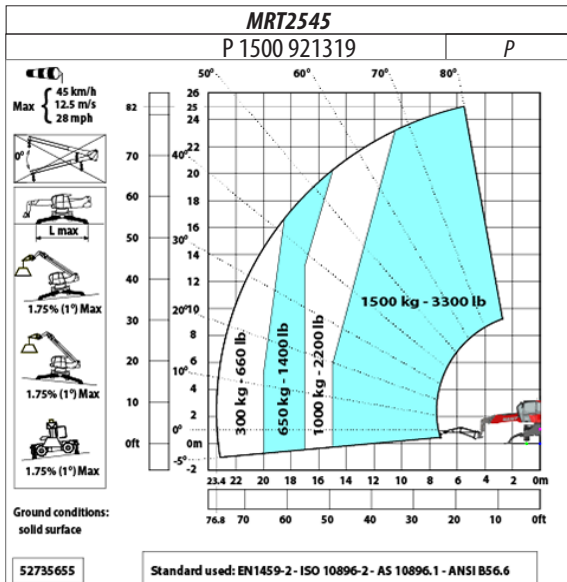 MRT2545
P 1500 921319 P
Max { 45 km/h
12.5 m/s
28 mph
0°
L max
1.75% (1°) Max
1.75% (1°) Max
1.75% (1°) Max
Ground conditions:
solid surface
52735655
82
70
60
50
40
30
20
10
0ft
26
25
24
22
20
18
16
14
12
10
8
6
4
2
0m
-2
50°
60°
70°
80°
40°
30°
20°
10°
0°
-5°
300 kg - 660 lb
650 kg - 1400 lb
1000 kg - 2200 lb
1500 kg - 3300 lb
23.4 22 20 18 16 14 12 10 8 6 4 2 0m
76.8 70 60 50 40 30 20 10 0ft
Standard used: EN1459-2 - ISO 10896-2 - AS 10896.1 - ANSI B56.6